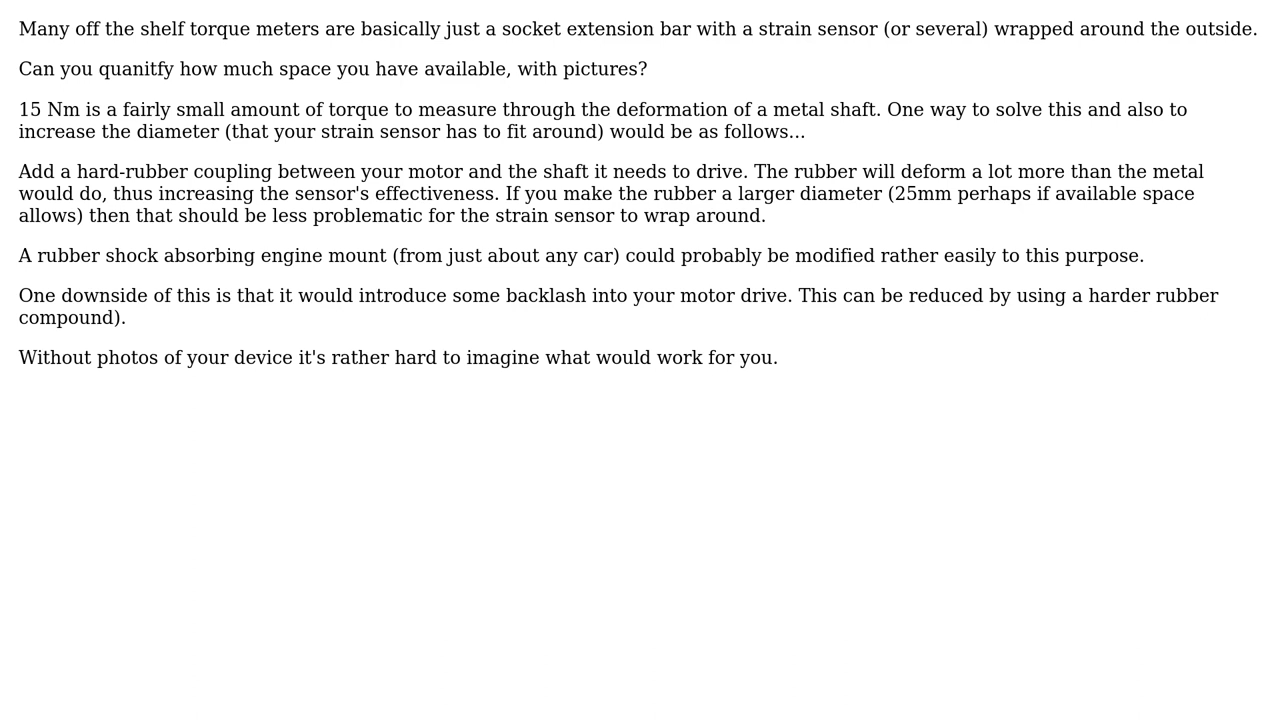 Many off the shelf torque meters are basically just a socket extension bar with a strain sensor (or several) wrapped around the outside.
Can you quanitfy how much space you have available, with pictures?
15 Nm is a fairly small amount of torque to measure through the deformation of a metal shaft. One way to solve this and also to
increase the diameter (that your strain sensor has to fit around) would be as follows...
Add a hard-rubber coupling between your motor and the shaft it needs to drive. The rubber will deform a lot more than the metal
would do, thus increasing the sensor's effectiveness. If you make the rubber a larger diameter (25mm perhaps if available space
allows) then that should be less problematic for the strain sensor to wrap around.
A rubber shock absorbing engine mount (from just about any car) could probably be modified rather easily to this purpose.
One downside of this is that it would introduce some backlash into your motor drive. This can be reduced by using a harder rubber
compound).
Without photos of your device it's rather hard to imagine what would work for you.